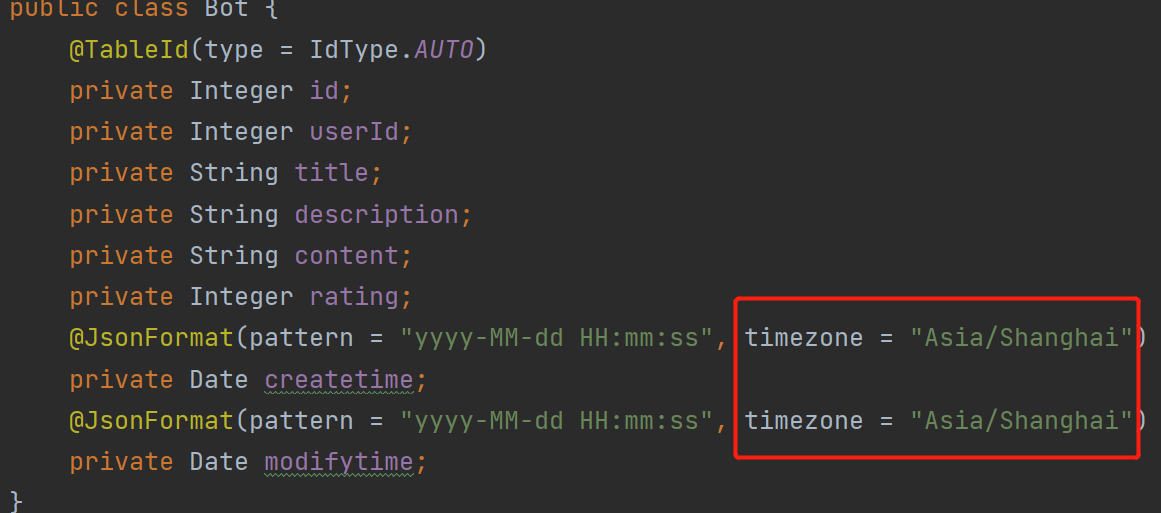 public class Bot {
@TableId(type = IdType.AUTO)
private Integer id;
private Integer userId;
private String title;
private String description;
private String content;
private Integer rating;
@JsonFormat(pattern = "yyyy-MM-dd HH:mm:ss", timezone = "Asia/Shanghai")
private Date createtime;
@JsonFormat(pattern = "yyyy-MM-dd HH:mm:ss", timezone = "Asia/Shanghai")
private Date modifytime;
}